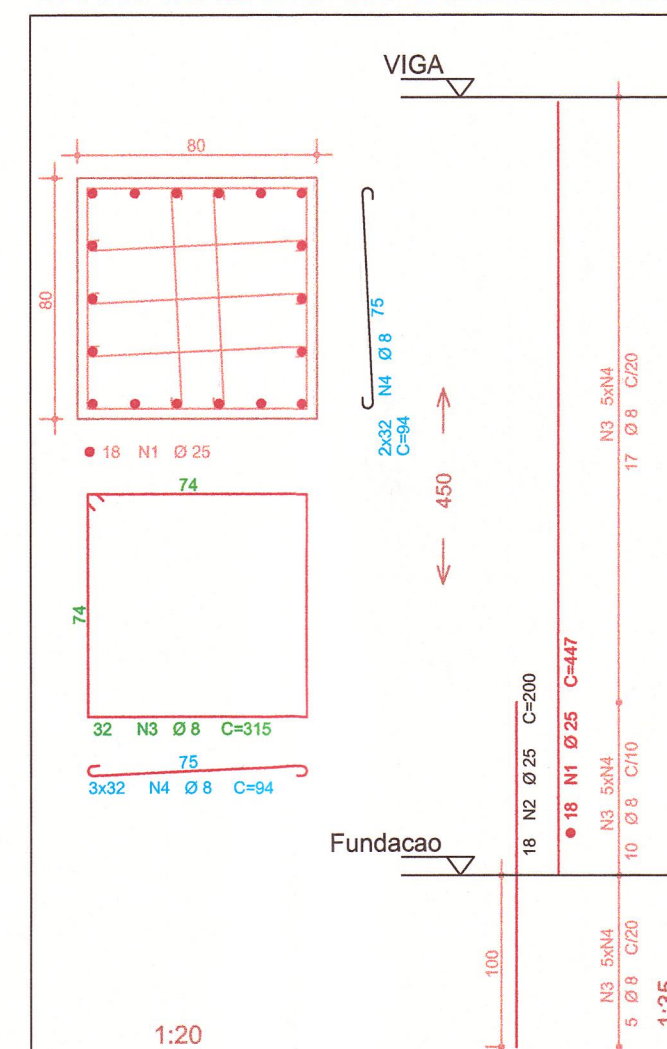 VIGA
80
80
18 N1 Ø 25
75
2x32 N4 Ø 8
C=94
450
74
74
32 N3 Ø 8 C=315
75
3x32 N4 Ø 8 C=94
N3 5xN4
17 Ø 8 C/20
18 N2 Ø 25 C=200
18 N1 Ø 25 C=447
N3 5xN4
10 Ø 8 C/10
Fundacao
100
N3 5xN4
5 Ø 8 C/20
1:20
1:35